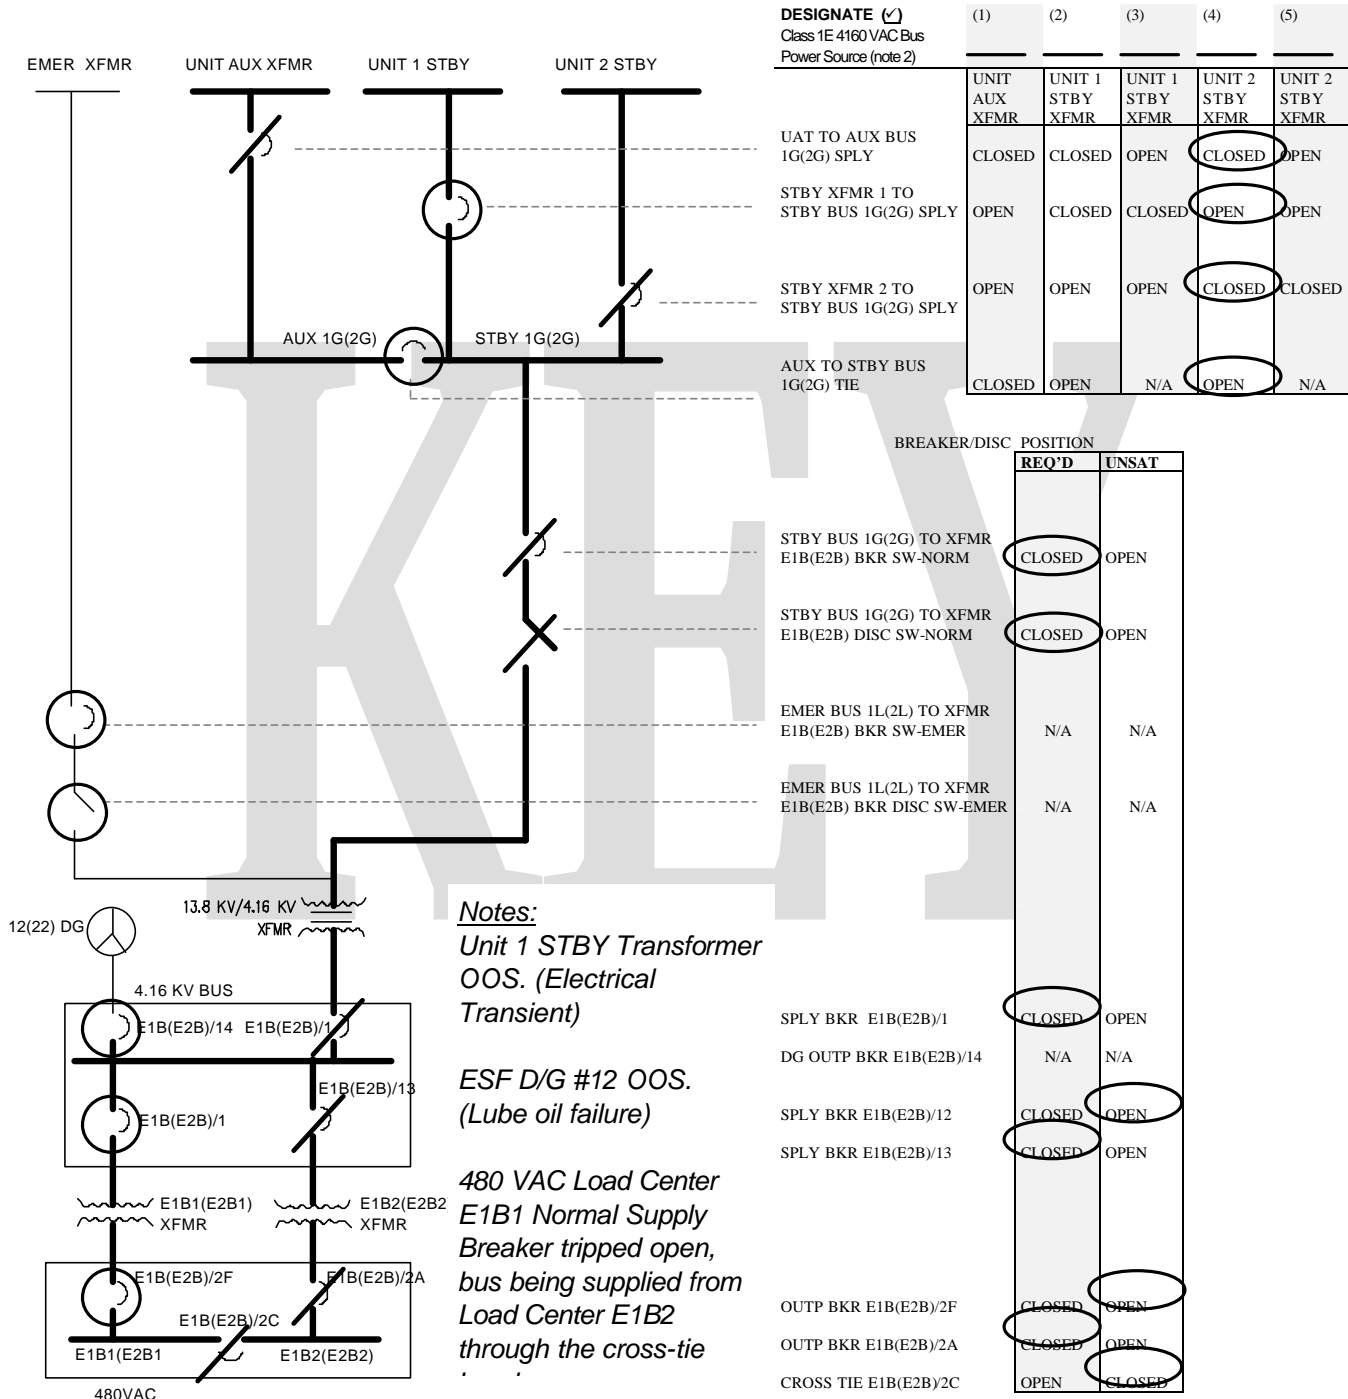 DESIGNATE (✓) (1) (2) (3) (4) (5)
Class 1E 4160 VAC Bus
Power Source (note 2)
EMER XFMR UNIT AUX XFMR UNIT 1 STBY UNIT 2 STBY
UNIT UNIT 1 UNIT 1 UNIT 2 UNIT 2
AUX STBY STBY STBY STBY
XFMR XFMR XFMR XFMR XFMR
UAT TO AUX BUS
1G(2G) SPLY CLOSED CLOSED OPEN CLOSED OPEN
STBY XFMR 1 TO
STBY BUS 1G(2G) SPLY OPEN CLOSED CLOSED OPEN OPEN
STBY XFMR 2 TO OPEN OPEN OPEN CLOSED CLOSED
STBY BUS 1G(2G) SPLY
AUX 1G(2G) STBY 1G(2G)
AUX TO STBY BUS
1G(2G) TIE CLOSED OPEN N/A OPEN N/A
KEY
BREAKER/DISC POSITION
REQ'D UNSAT
STBY BUS 1G(2G) TO XFMR
E1B(E2B) BKR SW-NORM CLOSED OPEN
STBY BUS 1G(2G) TO XFMR
E1B(E2B) DISC SW-NORM CLOSED OPEN
EMER BUS 1L(2L) TO XFMR
E1B(E2B) BKR SW-EMER N/A N/A
EMER BUS 1L(2L) TO XFMR
E1B(E2B) BKR DISC SW-EMER N/A N/A
13.8 KV/4.16 KV
XFMR
12(22) DG
4.16 KV BUS
E1B(E2B)/14 E1B(E2B)/1
E1B(E2B)/13
E1B(E2B)/1
E1B1(E2B1) E1B2(E2B2
XFMR XFMR
E1B(E2B)/2F E1B(E2B)/2A
E1B(E2B)/2C
E1B1(E2B1 E1B2(E2B2)
480VAC
Notes:
Unit 1 STBY Transformer
OOS. (Electrical
Transient)
ESF D/G #12 OOS.
(Lube oil failure)
480 VAC Load Center
E1B1 Normal Supply
Breaker tripped open,
bus being supplied from
Load Center E1B2
through the cross-tie
SPLY BKR E1B(E2B)/1 CLOSED OPEN
DG OUTP BKR E1B(E2B)/14 N/A N/A
SPLY BKR E1B(E2B)/12 CLOSED OPEN
SPLY BKR E1B(E2B)/13 CLOSED OPEN
OUTP BKR E1B(E2B)/2F CLOSED OPEN
OUTP BKR E1B(E2B)/2A CLOSED OPEN
CROSS TIE E1B(E2B)/2C OPEN CLOSED